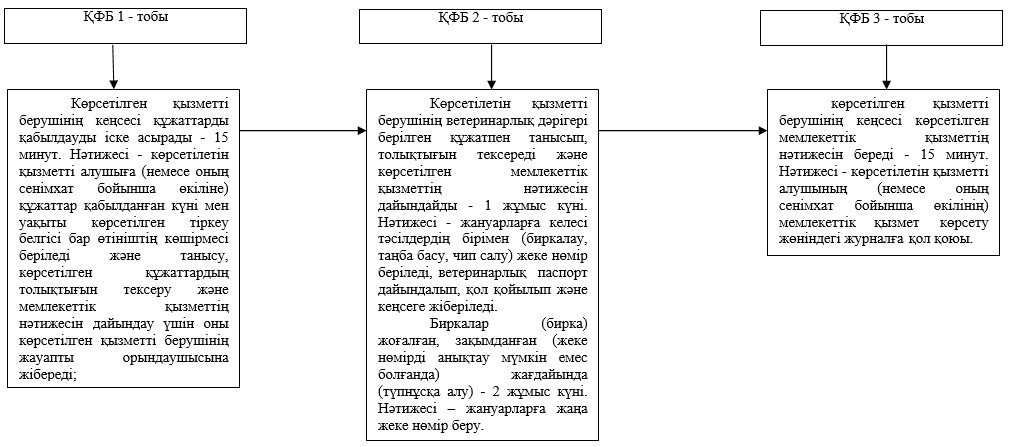 ҚФБ 1 - тобы
ҚФБ 2 - тобы
ҚФБ 3 - тобы
Көрсетілген қызметті
берушінің кеңсесі құжаттарды
қабылдауды іске асырады - 15
минут. Нәтижесі - көрсетілетін
қызметті алушыға (немесе оның
сенімхат бойынша өкіліне)
құжаттар қабылданған күні мен
уақыты көрсетілген тіркеу
белгісі бар өтініштің көшірмесі
беріледі және танысу,
көрсетілген құжаттардың
толықтығын тексеру және
мемлекеттік қызметтің
нәтижесін дайындау үшін оны
көрсетілген қызметті берушінің
жауапты орындаушысына
жібереді;
Көрсетілетін қызметті
берушінің ветеринарлық дәрігері
берілген құжатпен танысып,
толықтығын тексереді және
көрсетілген мемлекеттік
қызметтің нәтижесін
дайындайды - 1 жұмыс күні.
Нәтижесі - жануарларға келесі
тәсілдердің бірімен (биркалау,
таңба басу, чип салу) жеке нөмір
беріледі, ветеринарлық паспорт
дайындалып, қол қойылып және
кеңсеге жіберіледі.
Биркалар (бирка)
жоғалған, зақымданған (жеке
нөмірді анықтау мүмкін емес
болғанда) жағдайында
(түпнұсқа алу) - 2 жұмыс күні.
Нәтижесі – жануарларға жаңа
жеке нөмір беру.
көрсетілген қызметті
берушінің кеңсесі көрсетілген
мемлекеттік қызметтің
нәтижесін береді - 15 минут.
Нәтижесі - көрсетілетін қызметті
алушының (немесе оның
сенімхат бойынша өкілінің)
мемлекеттік қызмет көрсету
жөніндегі журналға қол қоюы.